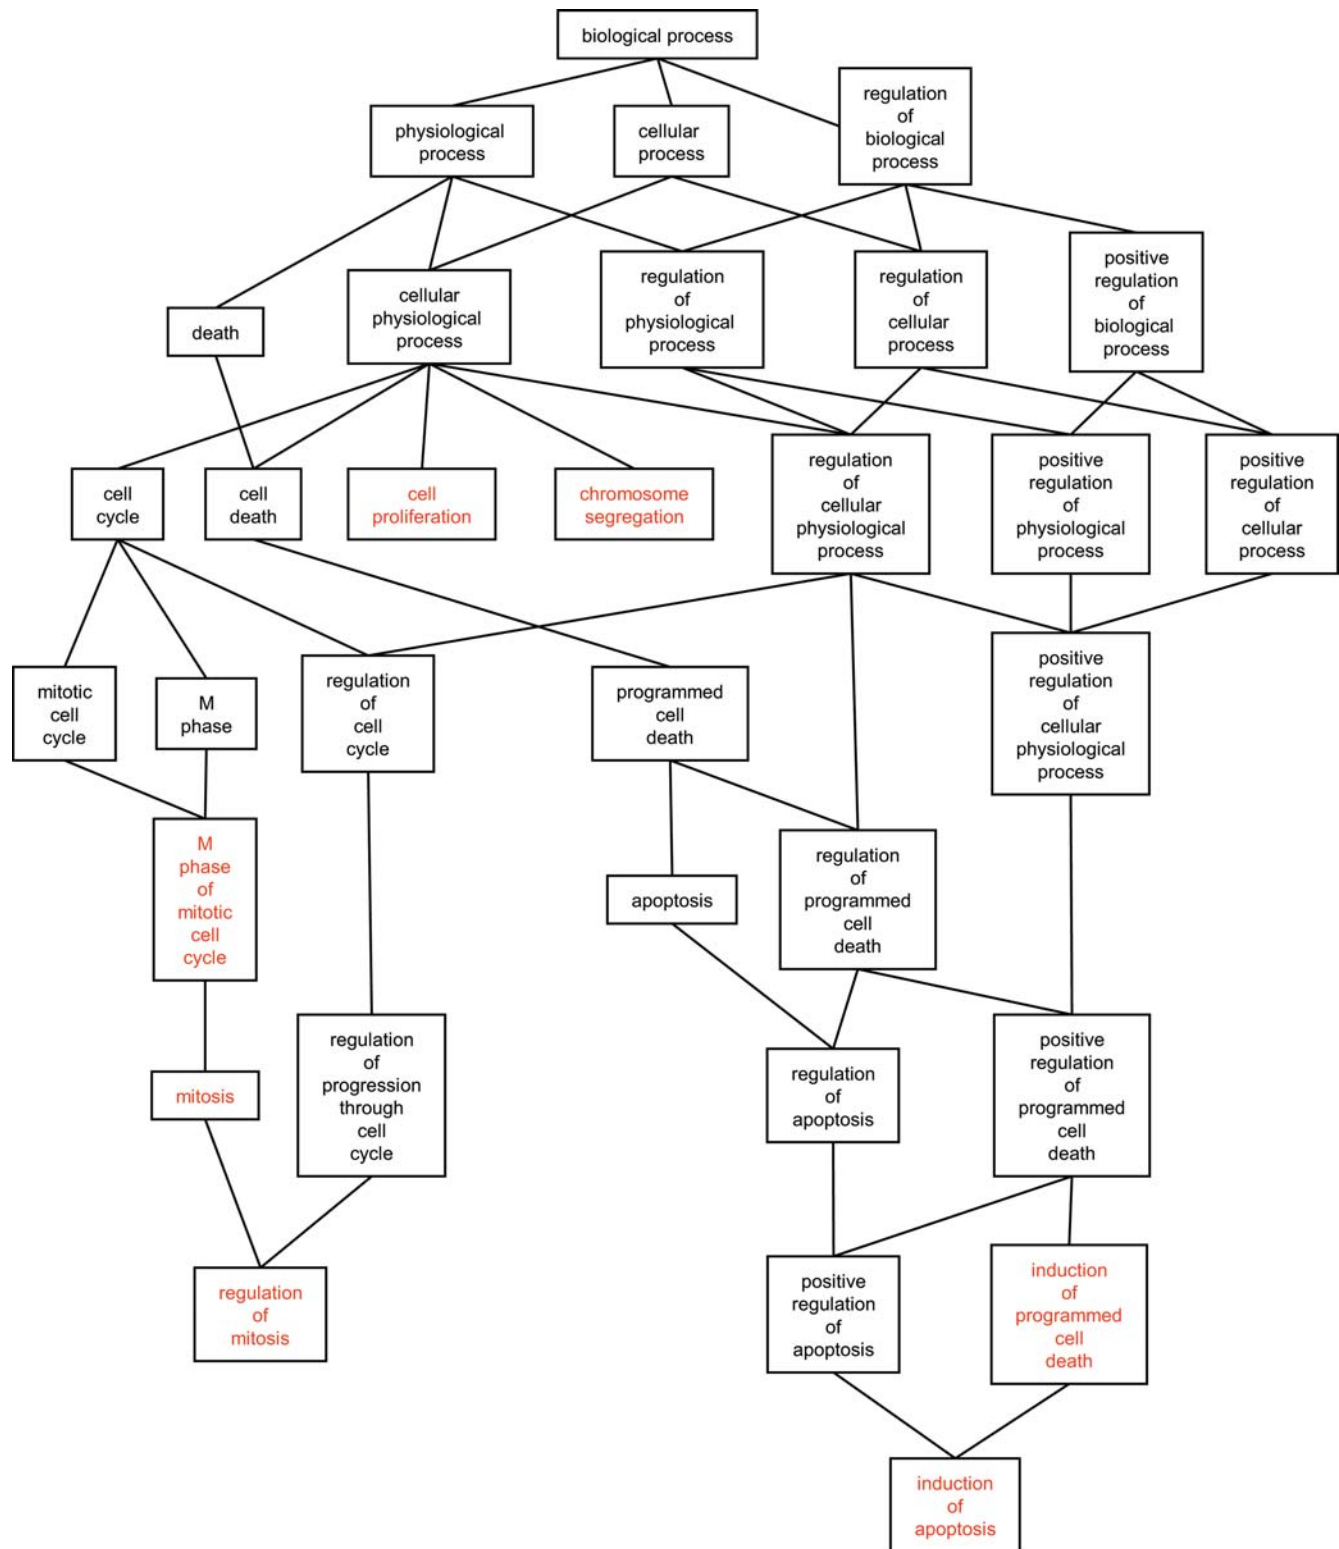 biological process
physiological
process
cellular
process
regulation
of
biological
process
death
cellular
physiological
process
regulation
of
physiological
process
regulation
of
cellular
process
positive
regulation
of
biological
process
cell
cycle
cell
death
cell
proliferation
chromosome
segregation
regulation
of
cellular
physiological
process
positive
regulation
of
physiological
process
positive
regulation
of
cellular
process
mitotic
cell
cycle
M
phase
regulation
of
cell
cycle
programmed
cell
death
positive
regulation
of
cellular
physiological
process
M
phase
of
mitotic
cell
cycle
apoptosis
regulation
of
programmed
cell
death
mitosis
regulation
of
progression
through
cell
cycle
regulation
of
apoptosis
positive
regulation
of
programmed
cell
death
regulation
of
mitosis
positive
regulation
of
apoptosis
induction
of
programmed
cell
death
induction
of
apoptosis